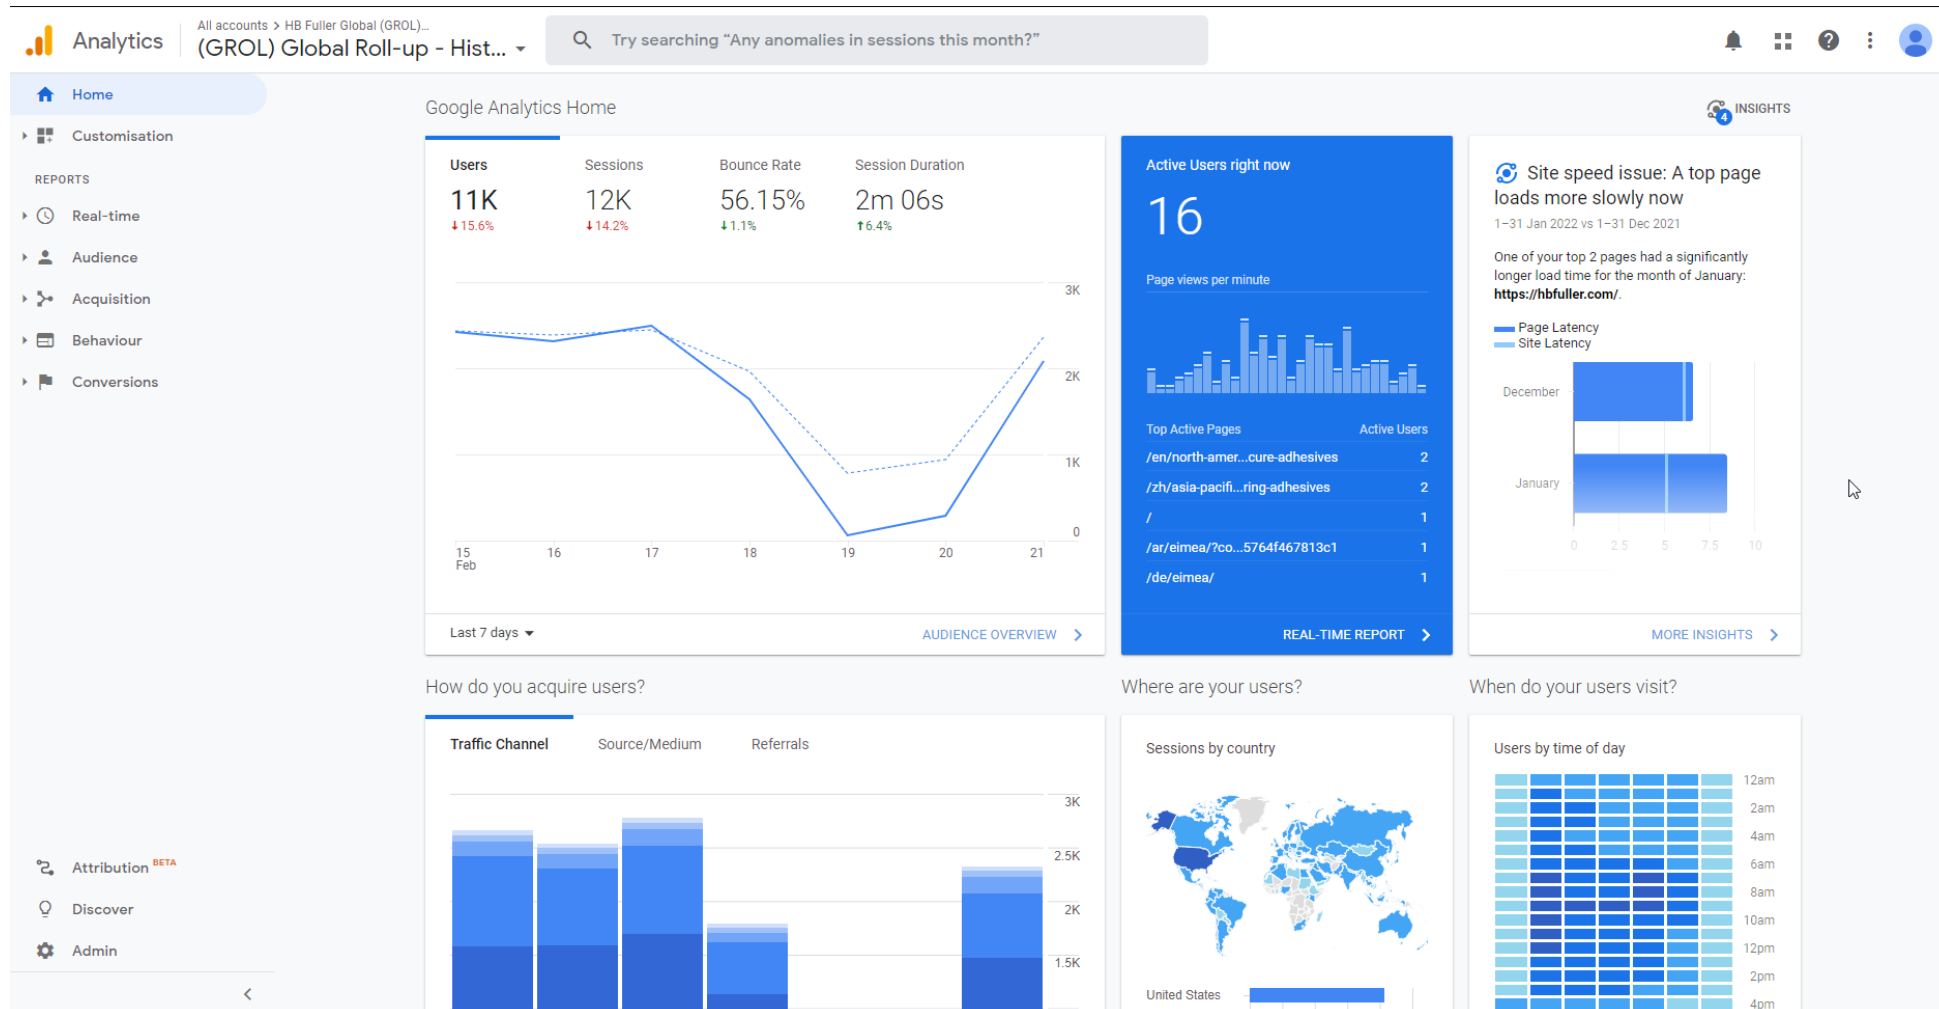 All accounts > HB Fuller Global (GROL)...
Analytics
(GROL) Global Roll-up - Hist...
Try searching “Any anomalies in sessions this month?”
Home
Customisation
REPORTS
Real-time
Audience
Acquisition
Behaviour
Conversions
Attribution BETA
Discover
Admin
Google Analytics Home
4
INSIGHTS
Users
11K
15.6%
Sessions
12K
14.2%
Bounce Rate
56.15%
1.1%
Session Duration
2m 06s
6.4%
3K
2K
1K
0
15 16 17 18 19 20 21
Feb
Last 7 days
AUDIENCE OVERVIEW
Active Users right now
16
Page views per minute
Top Active Pages Active Users
/en/north-amer...cure-adhesives 2
/zh/asia-pacifi...ring-adhesives 2
/ 1
/ar/eimea/?co...5764f467813c1 1
/de/eimea/ 1
REAL-TIME REPORT
Site speed issue: A top page
loads more slowly now
1–31 Jan 2022 vs 1–31 Dec 2021
One of your top 2 pages had a significantly
longer load time for the month of January:
https://hbfuller.com/.
Page Latency
Site Latency
December
January
0 2.5 5 7.5 10
MORE INSIGHTS
How do you acquire users?
Traffic Channel Source/Medium Referrals
3K
2.5K
2K
1.5K
Where are your users?
Sessions by country
United States
When do your users visit?
Users by time of day
12am
2am
4am
6am
8am
10am
12pm
2pm
4pm